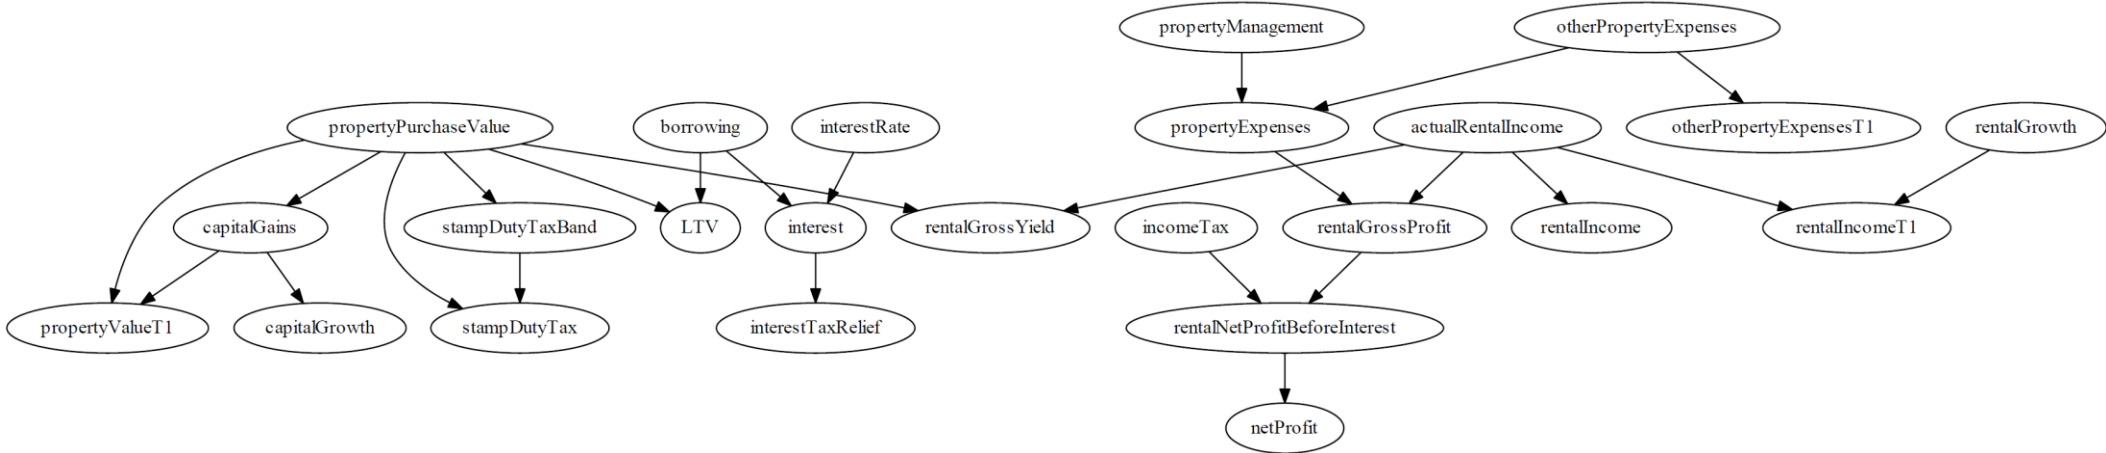 propertyManagement
otherPropertyExpenses
propertyPurchaseValue
borrowing
interestRate
propertyExpenses
actualRentalIncome
otherPropertyExpensesT1
rentalGrowth
capitalGains
stampDutyTaxBand
LTV
interest
rentalGrossYield
incomeTax
rentalGrossProfit
rentalIncome
rentalIncomeT1
propertyValueT1
capitalGrowth
stampDutyTax
interestTaxRelief
rentalNetProfitBeforeInterest
netProfit